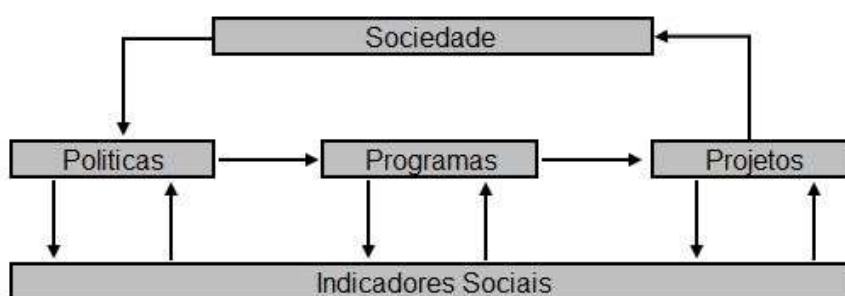 Sociedade
Politicas
Programas
Projetos
Indicadores Sociais